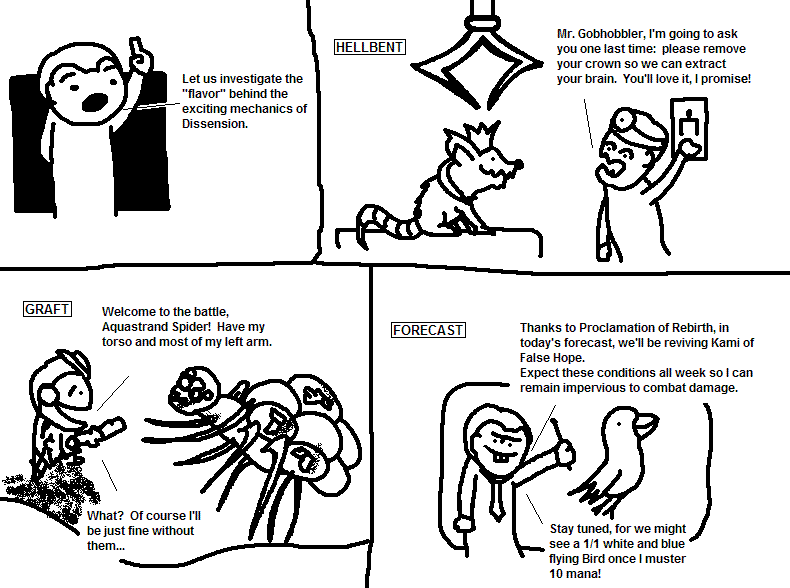 Let us investigate the
"flavor" behind the
exciting mechanics of
Dissension.
HELLBENT
Mr. Gobhobbler, I'm going to ask
you one last time:  please remove
your crown so we can extract
your brain.  You'll love it, I promise!
GRAFT
Welcome to the battle,
Aquastrand Spider!  Have my
torso and most of my left arm.
What?  Of course I'll
be just fine without
them...
FORECAST
Thanks to Proclamation of Rebirth, in
today's forecast, we'll be reviving Kami of
False Hope.
Expect these conditions all week so I can
remain impervious to combat damage.
Stay tuned, for we might
see a 1/1 white and blue
flying Bird once I muster
10 mana!